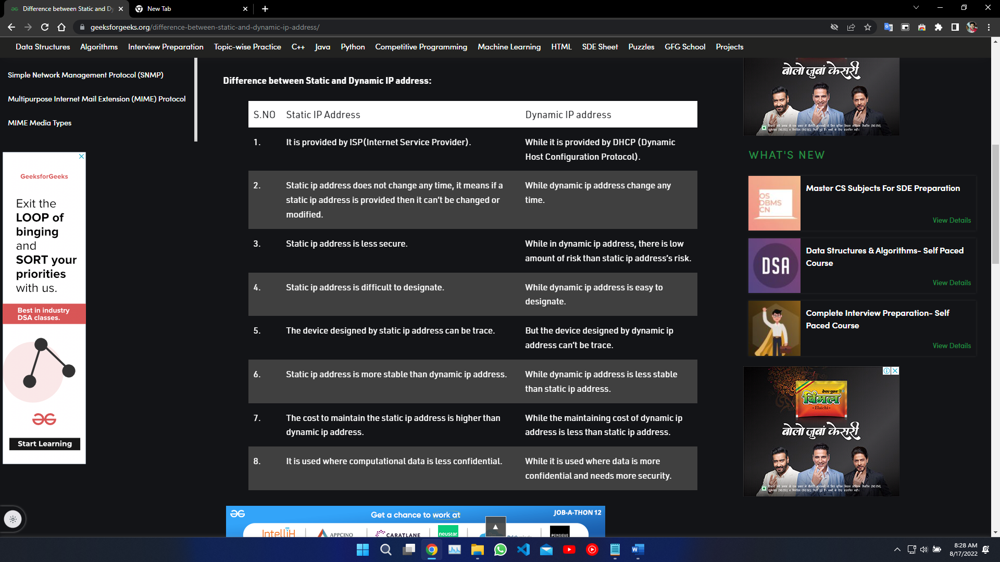 Difference between Static and Dy
New Tab
geeksforgeeks.org/difference-between-static-and-dynamic-ip-address/
Data Structures Algorithms Interview Preparation Topic-wise Practice C++ Java Python Competitive Programming Machine Learning HTML SDE Sheet Puzzles GFG School Projects
Simple Network Management Protocol (SNMP)
Multipurpose Internet Mail Extension (MIME) Protocol
MIME Media Types
GeeksforGeeks
Exit the
LOOP of
binging
and
SORT your
priorities
with us.
Best in industry
DSA classes.
Start Learning
Difference between Static and Dynamic IP address:
S.NO Static IP Address Dynamic IP address
1. It is provided by ISP(Internet Service Provider). While it is provided by DHCP (Dynamic
Host Configuration Protocol).
2. Static ip address does not change any time, it means if a While dynamic ip address change any
static ip address is provided then it can’t be changed or time.
modified.
3. Static ip address is less secure. While in dynamic ip address, there is low
amount of risk than static ip address’s risk.
4. Static ip address is difficult to designate. While dynamic ip address is easy to
designate.
5. The device designed by static ip address can be trace. But the device designed by dynamic ip
address can’t be trace.
6. Static ip address is more stable than dynamic ip address. While dynamic ip address is less stable
than static ip address.
7. The cost to maintain the static ip address is higher than While the maintaining cost of dynamic ip
dynamic ip address. address is less than static ip address.
8. It is used where computational data is less confidential. While it is used where data is more
confidential and needs more security.
Get a chance to work at
JOB-A-THON 12
IntelliH
APPCINO
CARATLANE
neustar
PENSIEVE
बोलो ज़ुबां केसरी
WHAT'S NEW
OS
DBMS
CN
Master CS Subjects For SDE Preparation
View Details
DSA
Data Structures & Algorithms- Self Paced
Course
View Details
Complete Interview Preparation- Self
Paced Course
View Details
केसर-युक्त
विमल
- Elaichi -
बोलो ज़ुबां केसरी
8:28 AM
8/17/2022